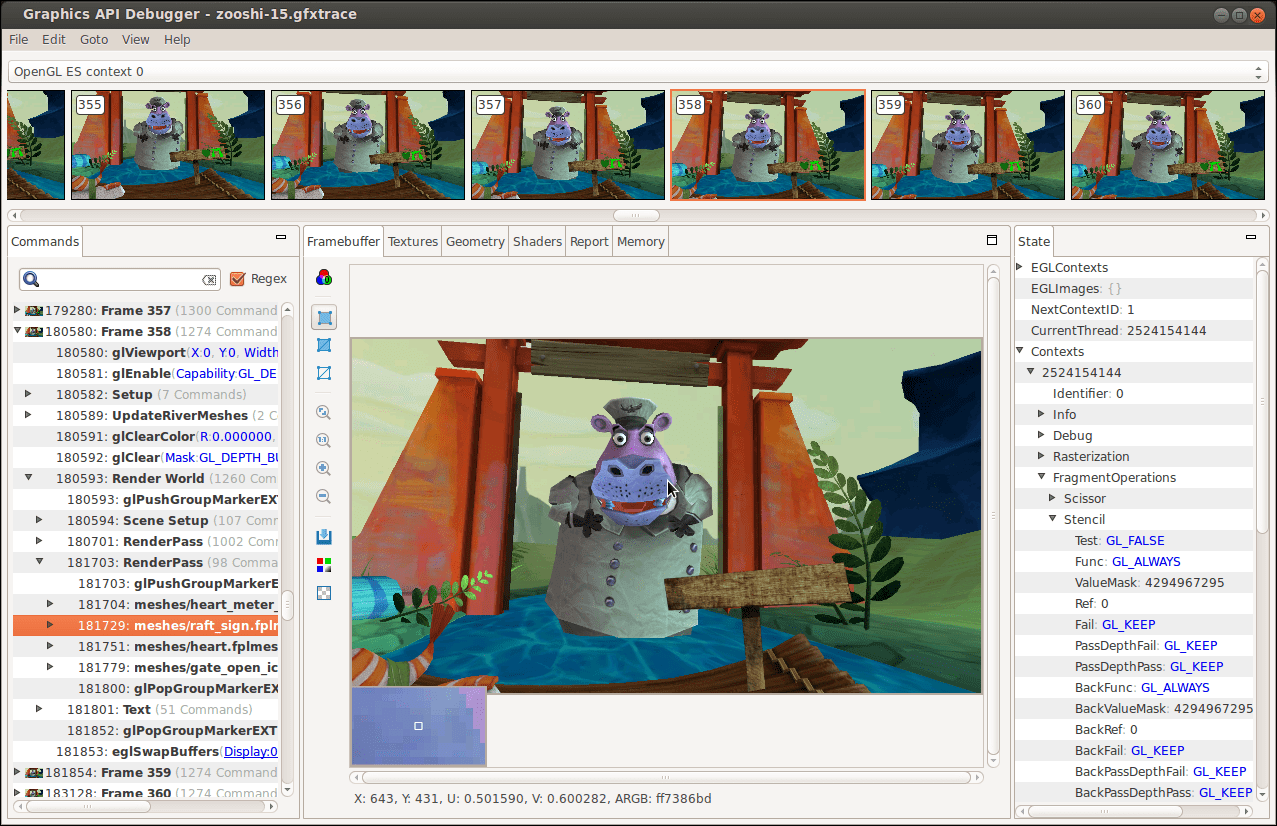 Graphics API Debugger - zooshi-15.gfxtrace
File Edit Goto View Help
OpenGL ES context 0
355 356 357 358 359 360
Commands
Regex
179280: Frame 357 (1300 Command
180580: Frame 358 (1274 Command
180580: glViewport(X:0, Y:0, Width
180581: glEnable(Capability:GL_DE
180582: Setup (7 Commands)
180589: UpdateRiverMeshes (2 C
180591: glClearColor(R:0.000000,
180592: glClear(Mask:GL_DEPTH_BU
180593: Render World (1260 Com
180593: glPushGroupMarkerEX
180594: Scene Setup (107 Comm
180701: RenderPass (1002 Comm
181703: RenderPass (98 Comma
181703: glPushGroupMarkerE
181704: meshes/heart_meter_
181729: meshes/raft_sign.fplm
181751: meshes/heart.fplmes
181779: meshes/gate_open_ic
181800: glPopGroupMarkerEX
181801: Text (51 Commands)
181852: glPopGroupMarkerEXT
181853: eglSwapBuffers(Display:0
181854: Frame 359 (1274 Command
183128: Frame 360 (1274 Command
Framebuffer Textures Geometry Shaders Report Memory
1:1
X: 643, Y: 431, U: 0.501590, V: 0.600282, ARGB: ff7386bd
State
EGLContexts
EGLImages: {}
NextContextID: 1
CurrentThread: 2524154144
Contexts
2524154144
Identifier: 0
Info
Debug
Rasterization
FragmentOperations
Scissor
Stencil
Test: GL_FALSE
Func: GL_ALWAYS
ValueMask: 4294967295
Ref: 0
Fail: GL_KEEP
PassDepthFail: GL_KEEP
PassDepthPass: GL_KEEP
BackFunc: GL_ALWAYS
BackValueMask: 4294967295
BackRef: 0
BackFail: GL_KEEP
BackPassDepthFail: GL_KEEP
BackPassDepthPass: GL_KEEP